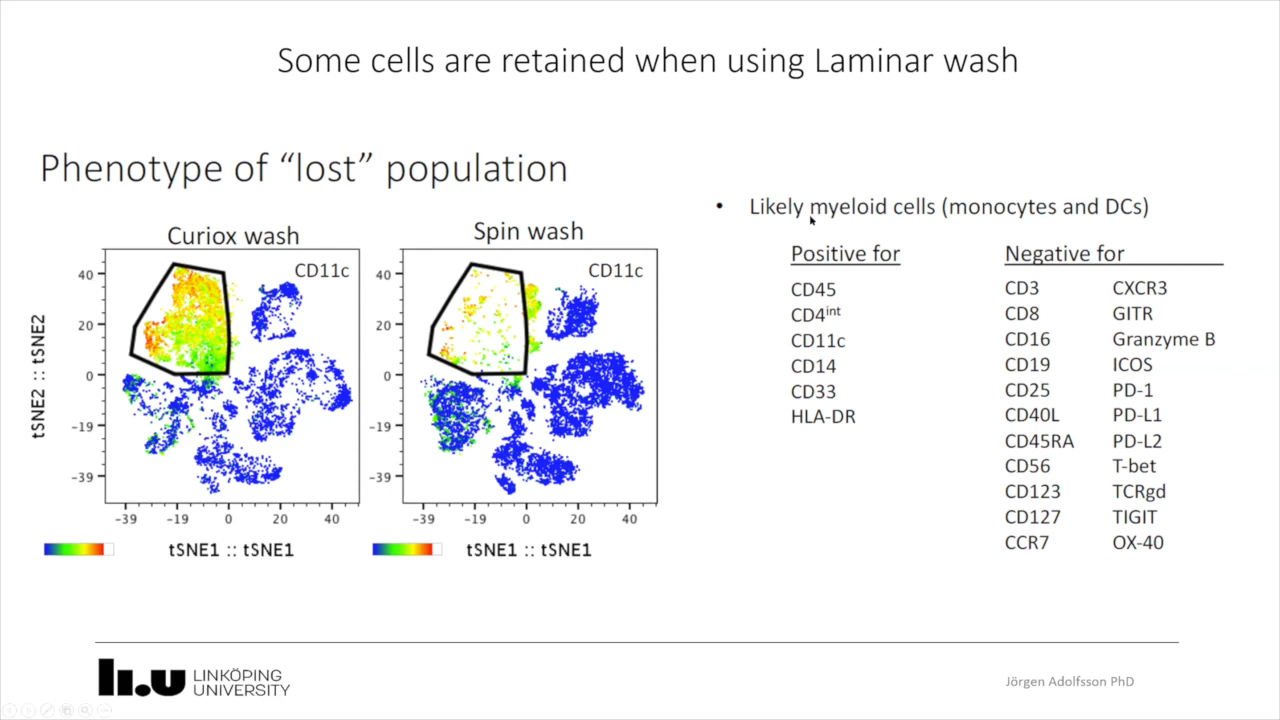 Some cells are retained when using Laminar wash
Phenotype of “lost” population
Curiox wash
CD11c
40
20
0
-19
-39
tSNE2 :: tSNE2
-39
-19
0
20
40
tSNE1 :: tSNE1
Spin wash
CD11c
40
20
0
-19
-39
-39
-19
0
20
40
tSNE1 :: tSNE1
• Likely myeloid cells (monocytes and DCs)
Positive for
CD45
CD4int
CD11c
CD14
CD33
HLA-DR
Negative for
CD3 CXCR3
CD8 GITR
CD16 Granzyme B
CD19 ICOS
CD25 PD-1
CD40L PD-L1
CD45RA PD-L2
CD56 T-bet
CD123 TCRgd
CD127 TIGIT
CCR7 OX-40
li.u LINKÖPING
UNIVERSITY
Jörgen Adolfsson PhD